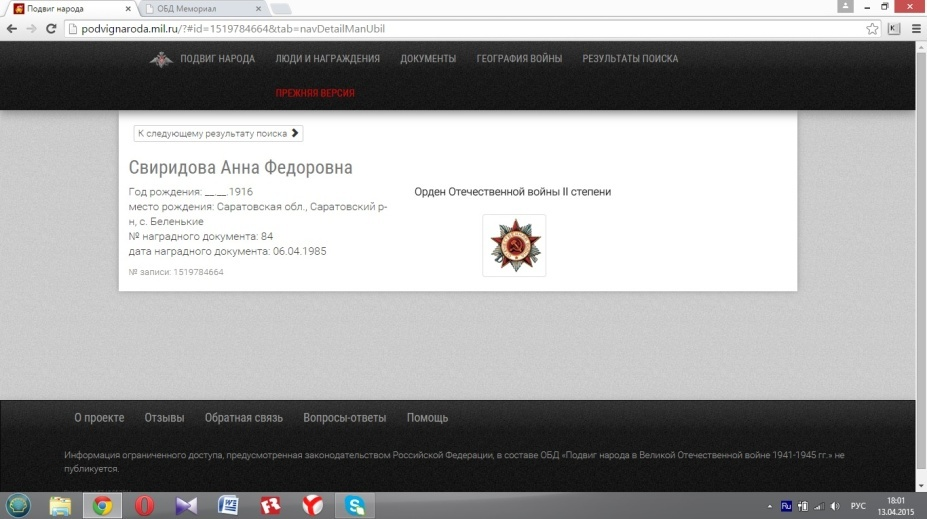 Подвиг народа
ОБД Мемориал
podvignaroda.mil.ru/?#id=1519784664&tab=navDetailManUbil
ПОДВИГ НАРОДА ЛЮДИ И НАГРАЖДЕНИЯ ДОКУМЕНТЫ ГЕОГРАФИЯ ВОЙНЫ РЕЗУЛЬТАТЫ ПОИСКА
ПРЕЖНЯЯ ВЕРСИЯ
К следующему результату поиска
Свиридова Анна Федоровна
Год рождения: __.__.1916
место рождения: Саратовская обл., Саратовский р-
н, с. Беленькие
№ наградного документа: 84
дата наградного документа: 06.04.1985
№ записи: 1519784664
Орден Отечественной войны II степени
О проекте Отзывы Обратная связь Вопросы-ответы Помощь
Информация ограниченного доступа, предусмотренная законодательством Российской Федерации, в составе ОБД «Подвиг народа в Великой Отечественной войне 1941-1945 гг.» не
публикуется.
Ru
РУС
18:01
13.04.2015